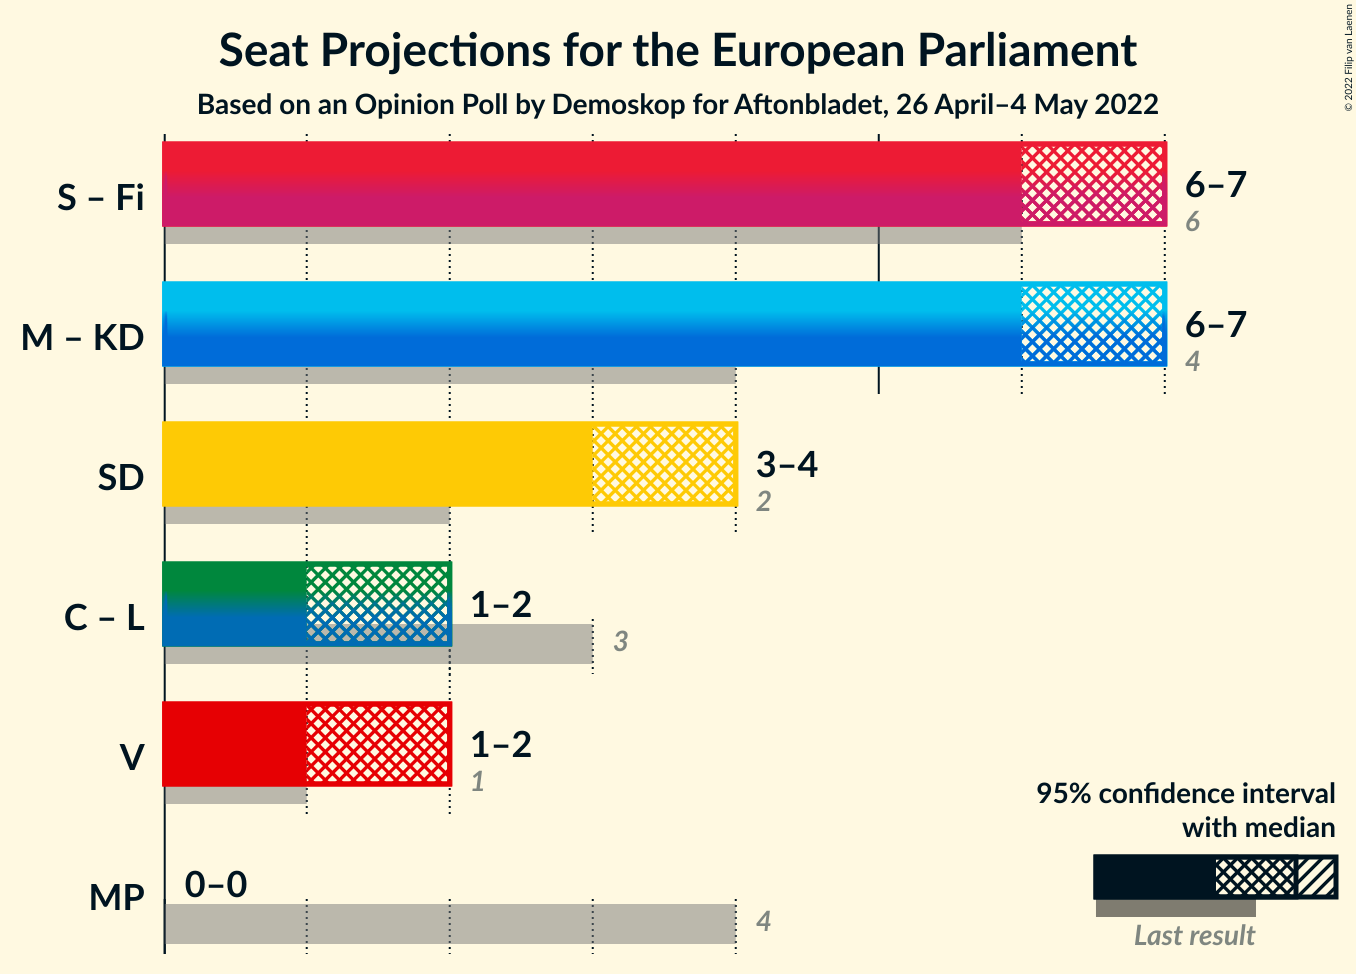 Seat Projections for the European Parliament
Based on an Opinion Poll by Demoskop for Aftonbladet, 26 April–4 May 2022
© 2022 Filip van Laenen
S – Fi
6–7
6
M – KD
6–7
4
SD
3–4
2
C – L
1–2
3
V
1–2
1
MP
0–0
4
95% confidence interval
with median
Last result